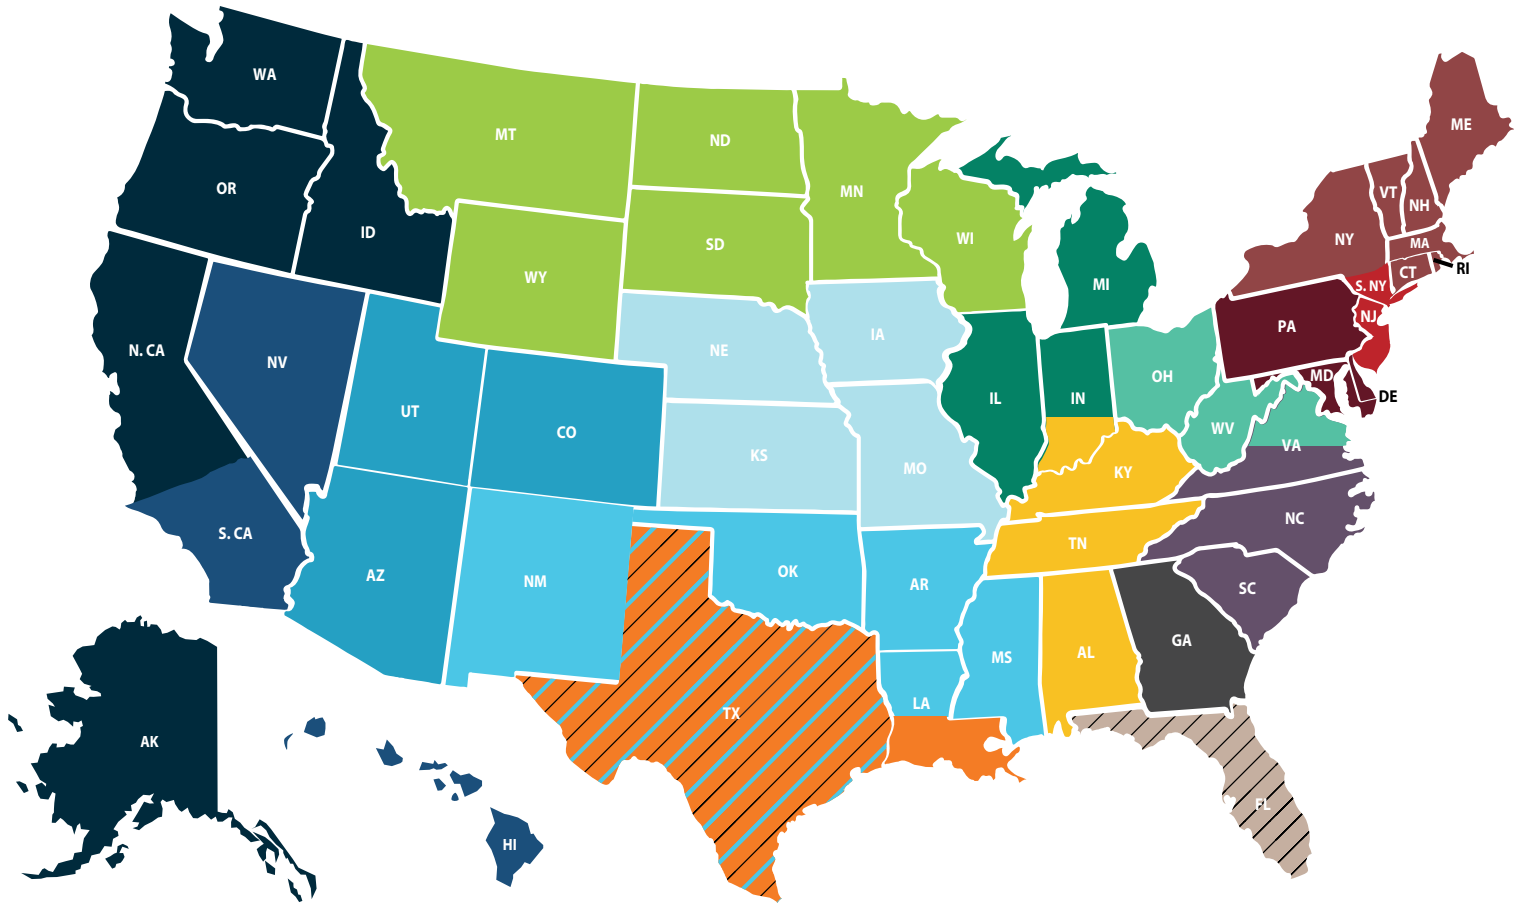 WA
MT
ND
ME
OR
ID
MN
VT
NH
SD
WI
NY
MA
WY
MI
CT
RI
S. NY
N. CA
NV
NE
IA
PA
NJ
UT
CO
IL
IN
OH
MD
DE
KS
MO
KY
WV
VA
S. CA
AZ
NM
OK
AR
TN
NC
SC
MS
AL
GA
LA
TX
AK
FL
HI